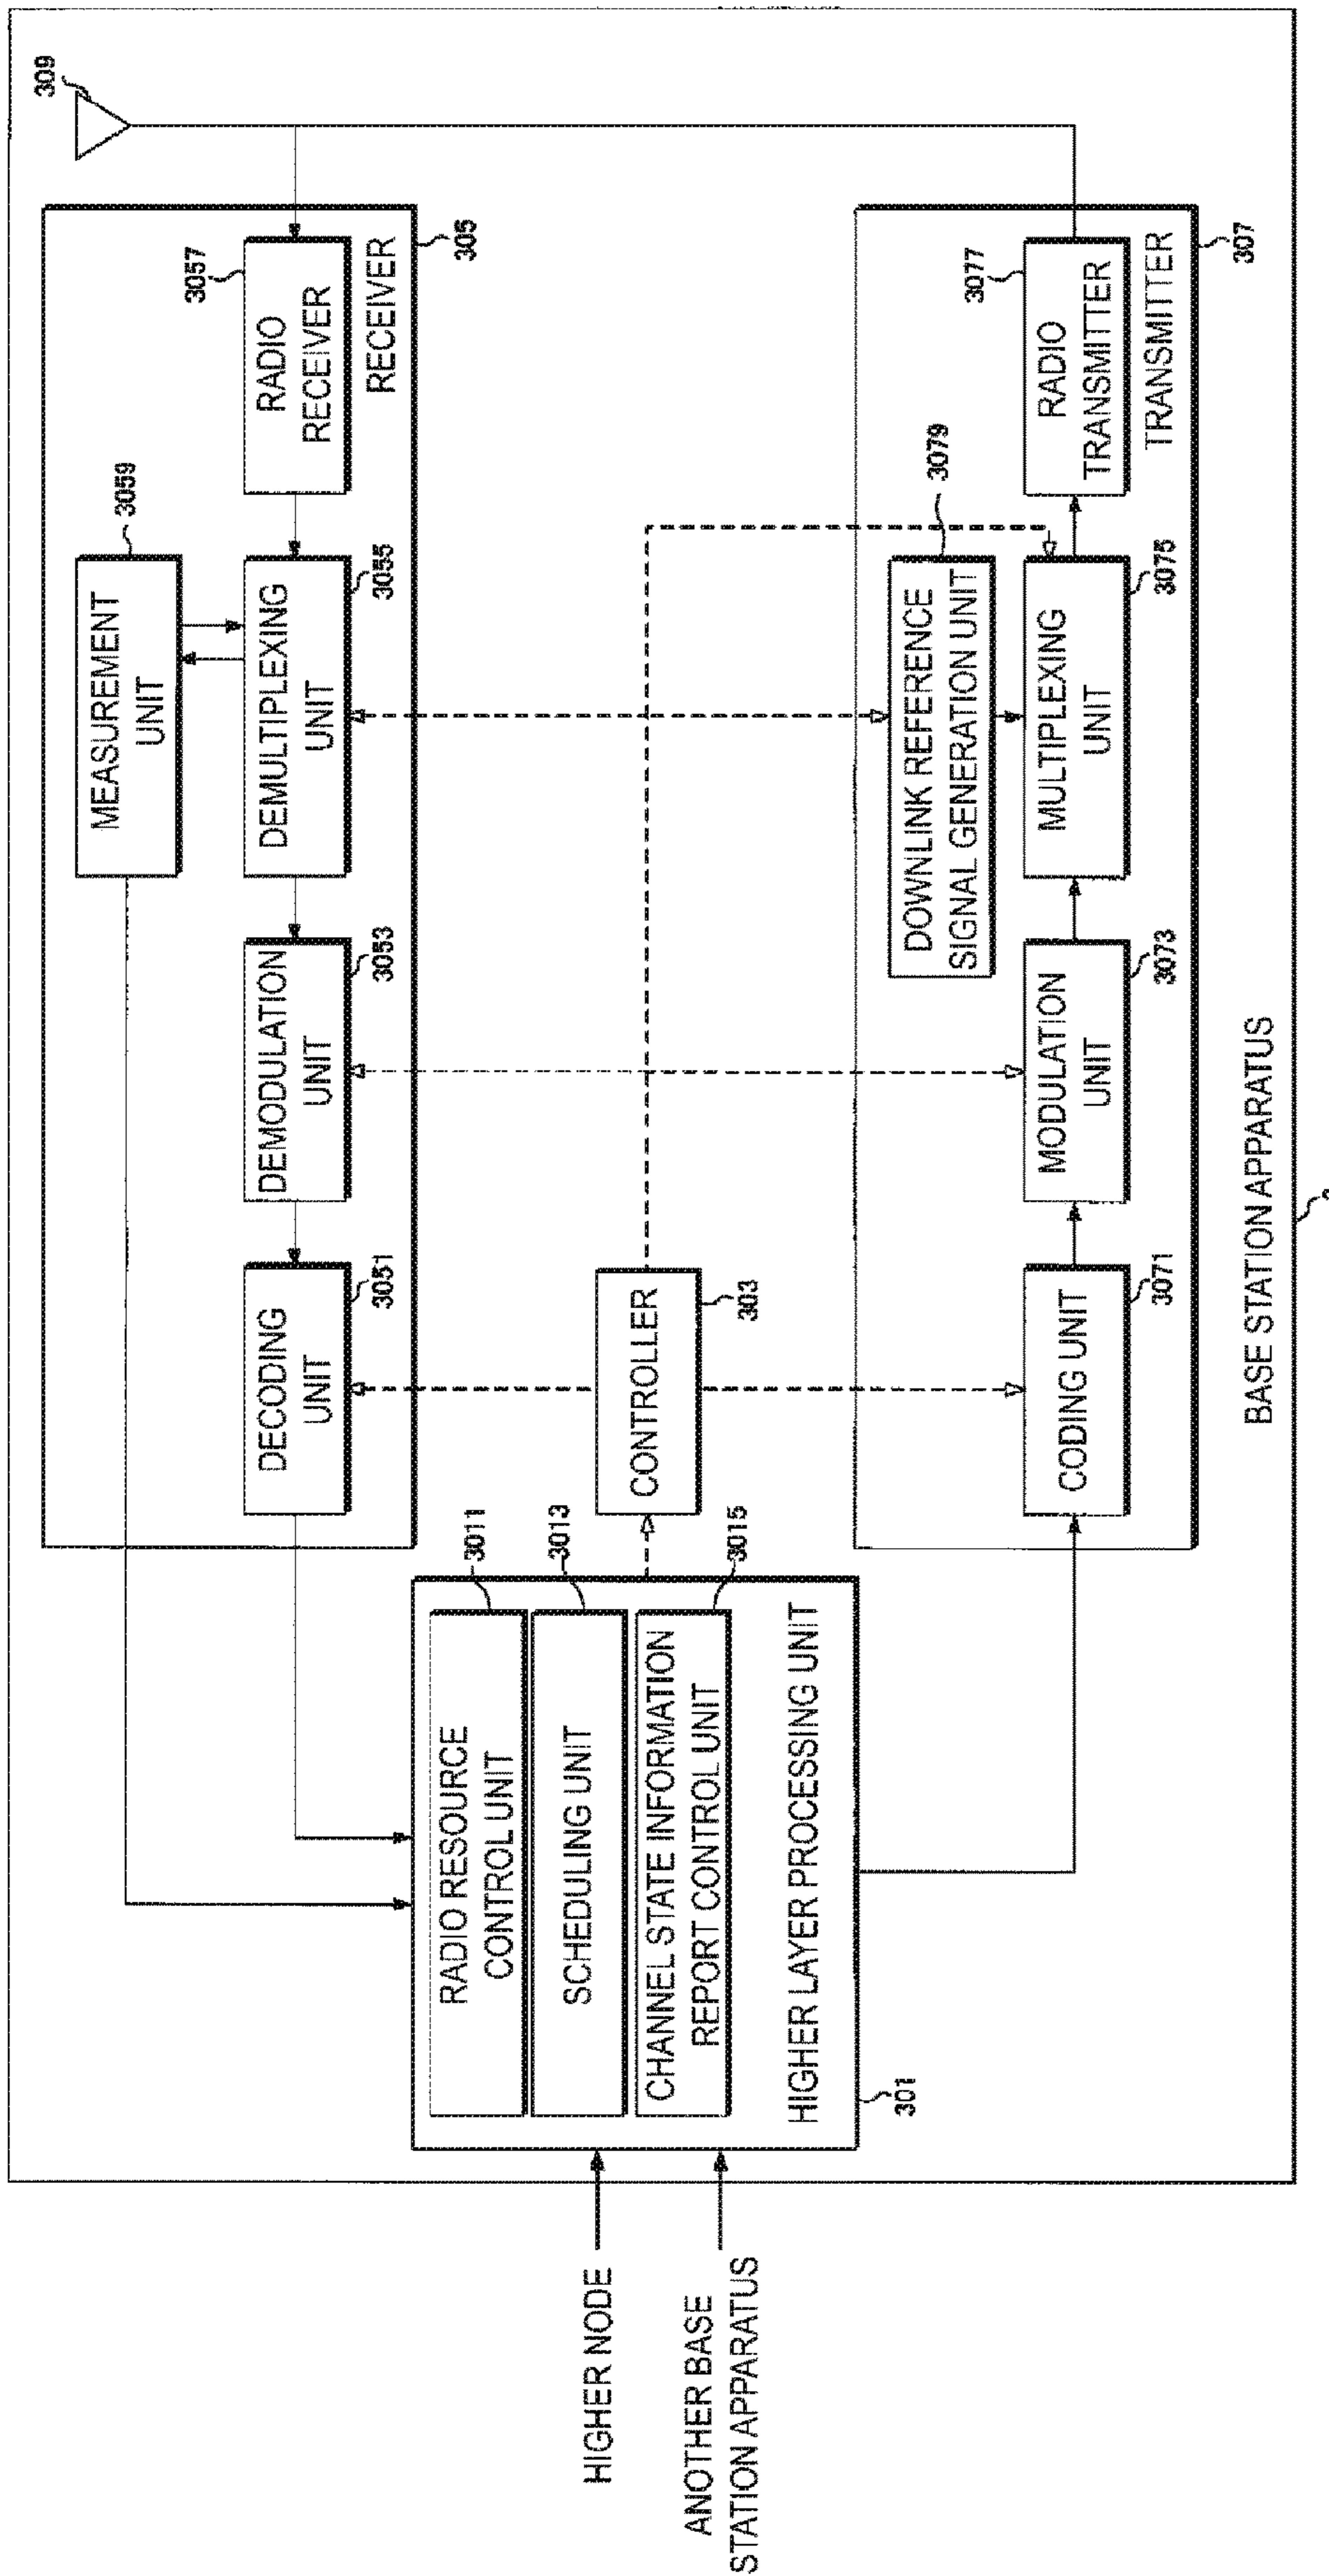 309
3059
MEASUREMENT
UNIT
3057
RADIO
RECEIVER
RECEIVER
305
DEMULTIPLEXING
UNIT
3055
DEMODULATION
UNIT
3053
DECODING
UNIT
3051
HIGHER NODE
ANOTHER BASE
STATION APPARATUS
RADIO RESOURCE
CONTROL UNIT
3011
SCHEDULING UNIT
3013
CHANNEL STATE INFORMATION
REPORT CONTROL UNIT
3015
HIGHER LAYER PROCESSING UNIT
301
CONTROLLER
303
DOWNLINK REFERENCE
SIGNAL GENERATION UNIT
3079
CODING UNIT
3071
MODULATION
UNIT
3073
MULTIPLEXING
UNIT
3075
RADIO
TRANSMITTER
3077
TRANSMITTER
307
BASE STATION APPARATUS